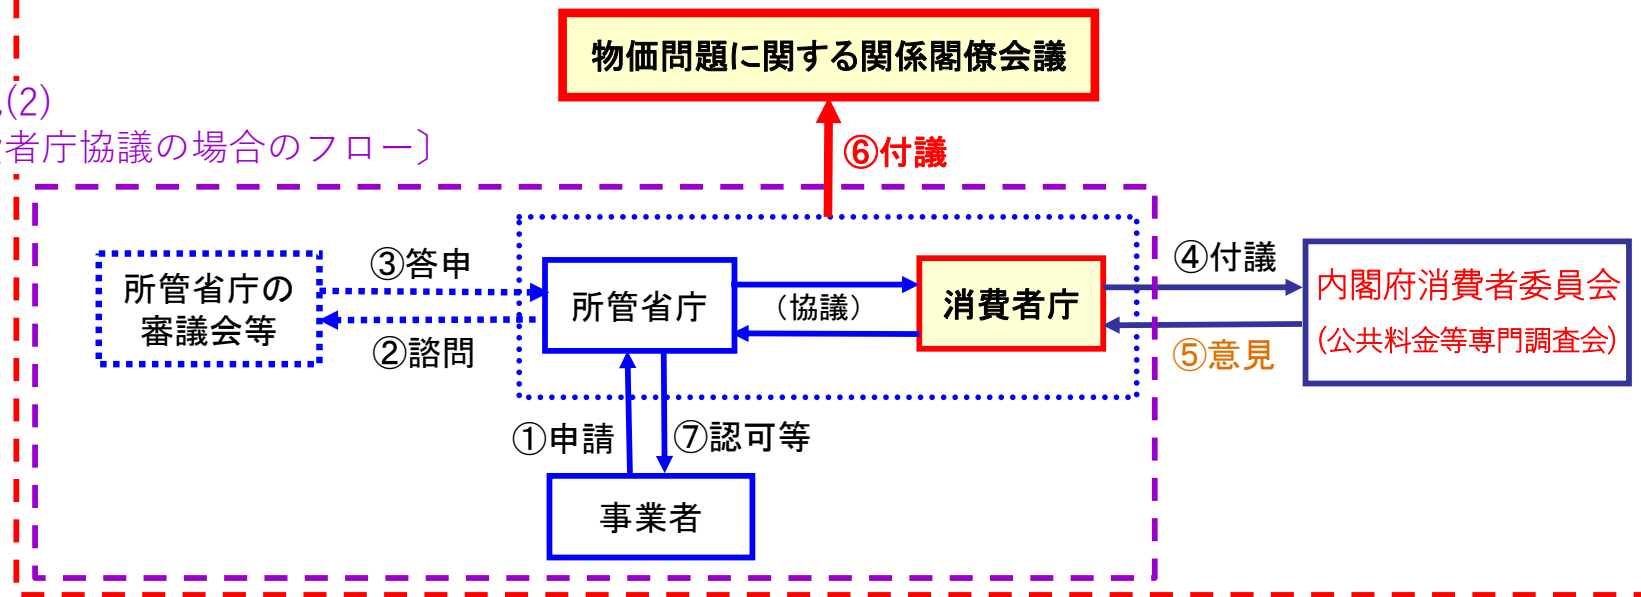 物価問題に関する関係閣僚会議
(2)
者庁協議の場合のフロー〕
⑥付議
所管省庁の
審議会等
③答申
②諮問
所管省庁
（協議）
消費者庁
④付議
⑤意見
内閣府消費者委員会
(公共料金等専門調査会)
①申請
⑦認可等
事業者